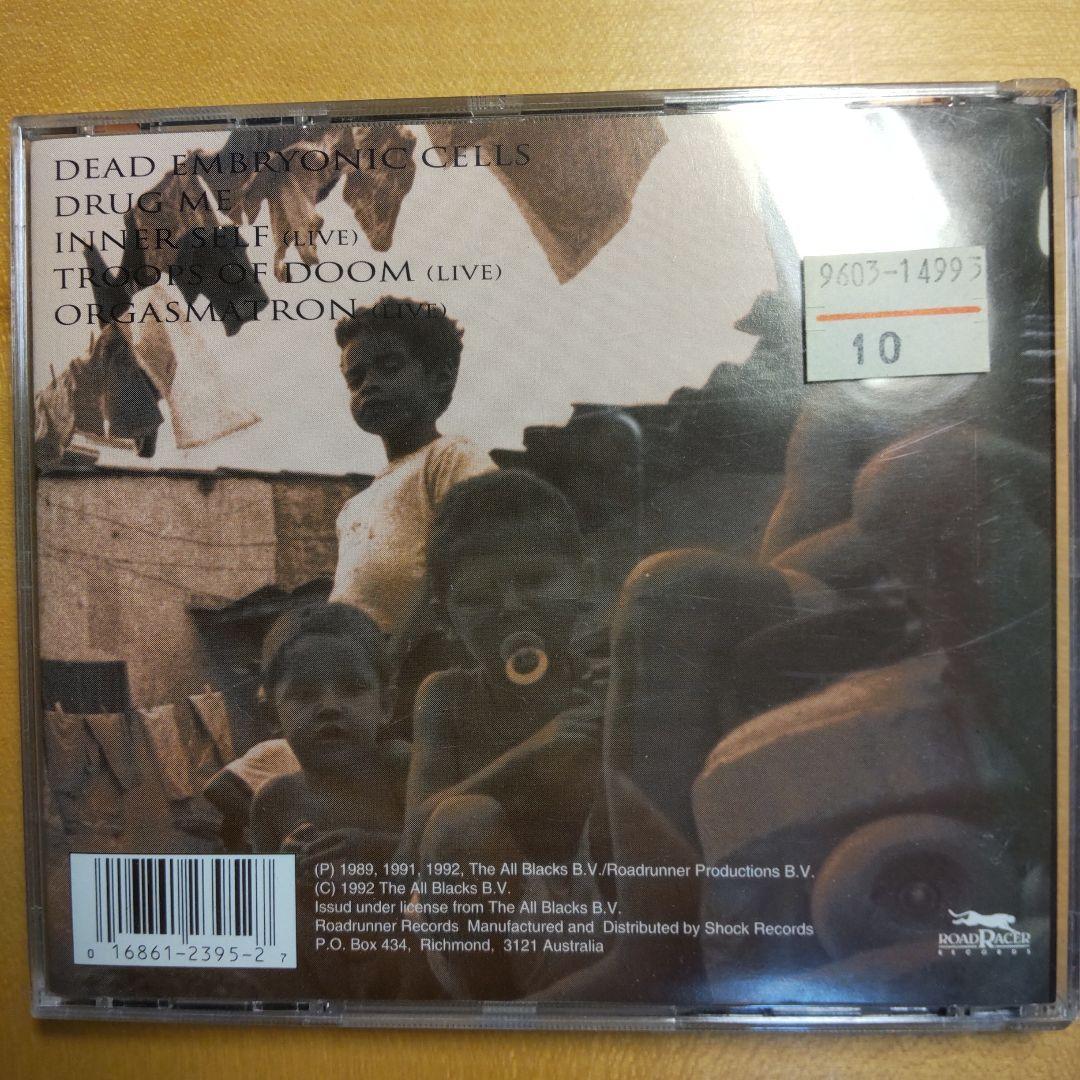 DEAD EMBRYONIC CELLS
DRUG ME
INNER SELF (LIVE)
TROOPS OF DOOM (LIVE)
ORGASMATRON (LIVE)
9603-14995
10
(P) 1989, 1991, 1992, The All Blacks B.V./Roadrunner Productions B.V.
(C) 1992 The All Blacks B.V.
Issud under license from The All Blacks B.V.
Roadrunner Records Manufactured and Distributed by Shock Records
P.O. Box 434, Richmond, 3121 Australia
0 16861-2395-2 7
ROADRACER
RECORDS